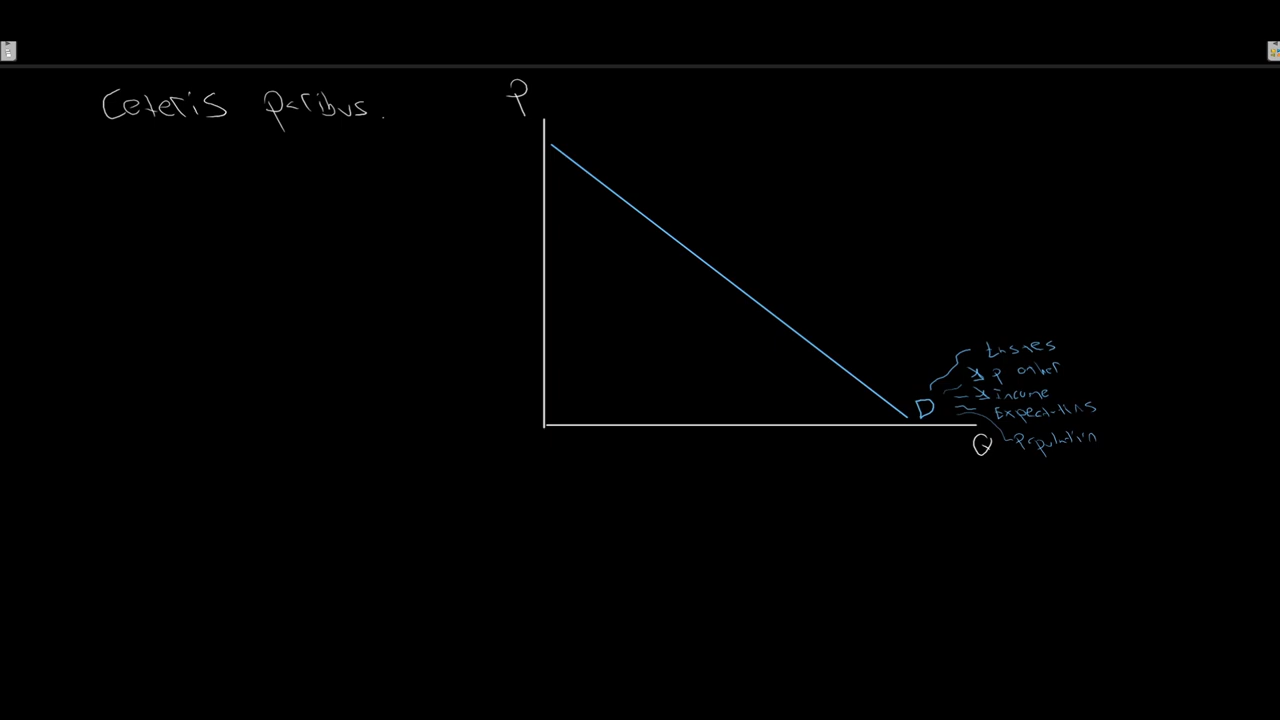 Ceteris paribus.
P
tastes
p other
income
D
Expectations
Q
Population